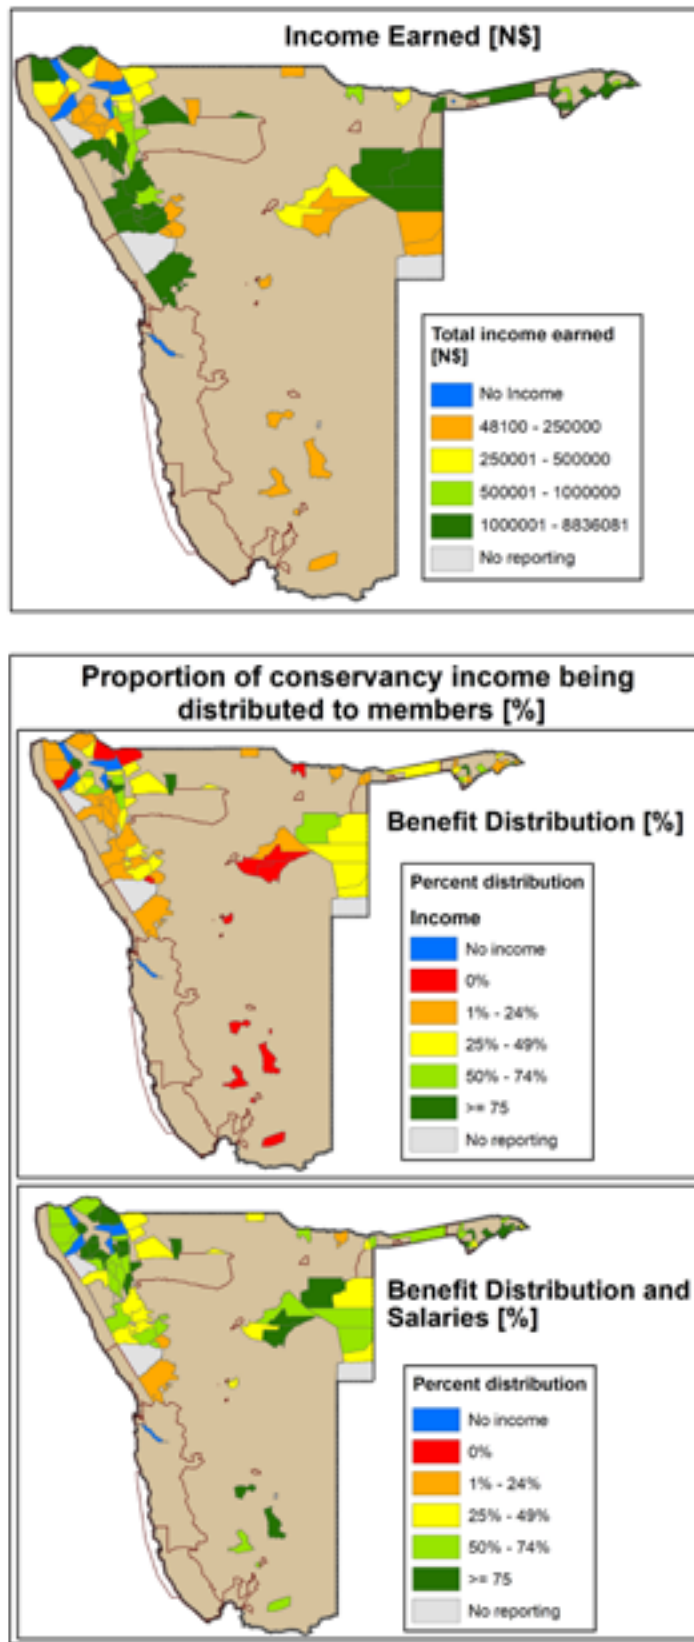 Income Earned [N$]
Total income earned
[N$]
No Income
48100 - 250000
250001 - 500000
500001 - 1000000
1000001 - 8836081
No reporting
Proportion of conservancy income being
distributed to members [%]
Benefit Distribution [%]
Percent distribution
Income
No income
0%
1% - 24%
25% - 49%
50% - 74%
>= 75
No reporting
Benefit Distribution and
Salaries [%]
Percent distribution
No income
0%
1% - 24%
25% - 49%
50% - 74%
>= 75
No reporting